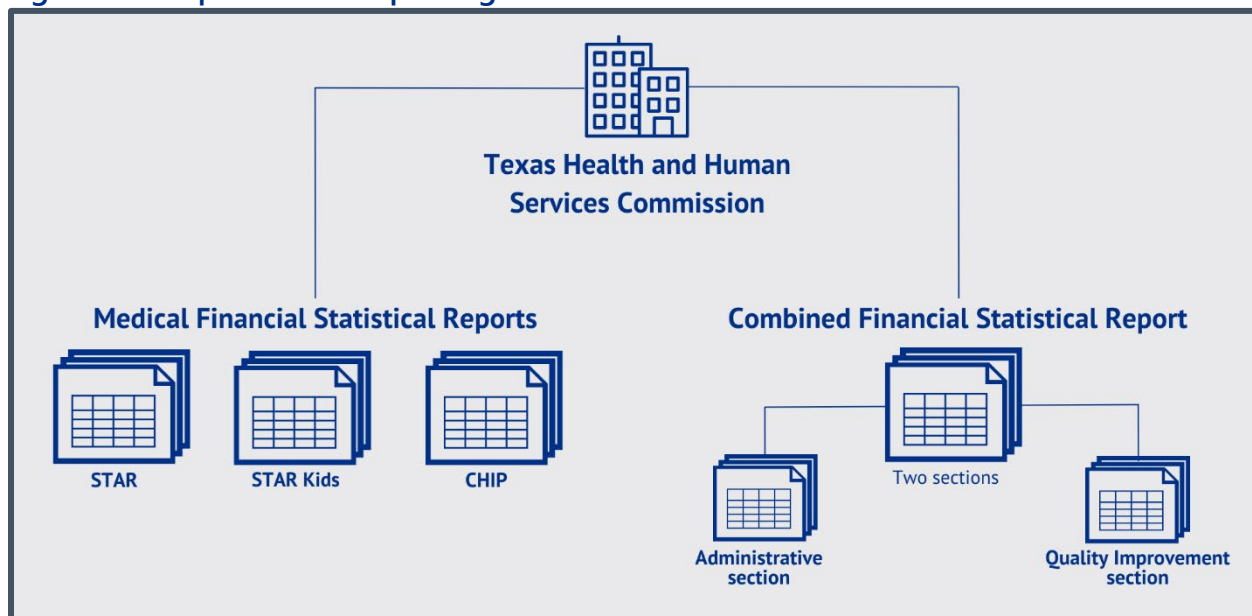 Texas Health and Human
Services Commission
Medical Financial Statistical Reports
Combined Financial Statistical Report
STAR
STAR Kids
CHIP
Two sections
Administrative
section
Quality Improvement
section